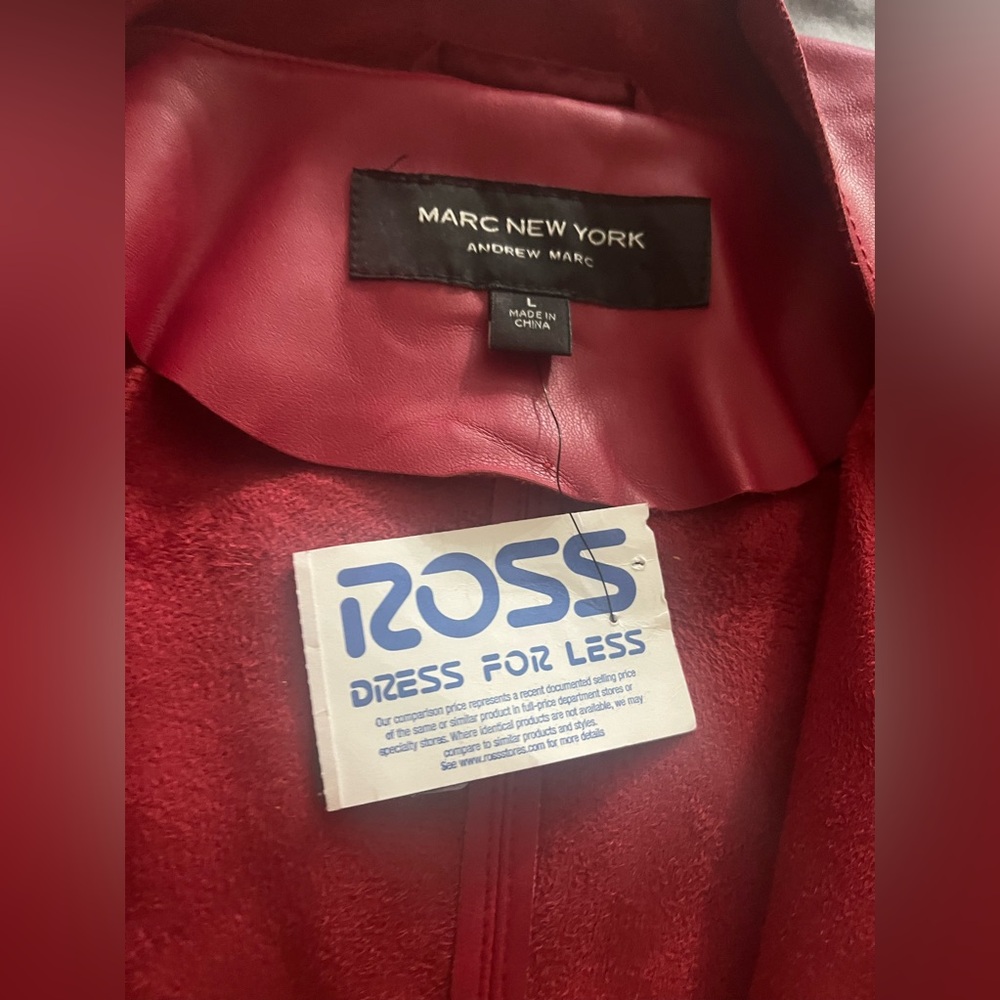 MARC NEW YORK
ANDREW MARC
L
MADE IN
CHINA
ROSS
DRESS FOR LESS
Our comparison price represents a recent documented selling price
of the same or similar product in full-price department stores or
specialty stores. Where identical products are not available, we may
compare to similar products and styles.
See www.rossstores.com for more details